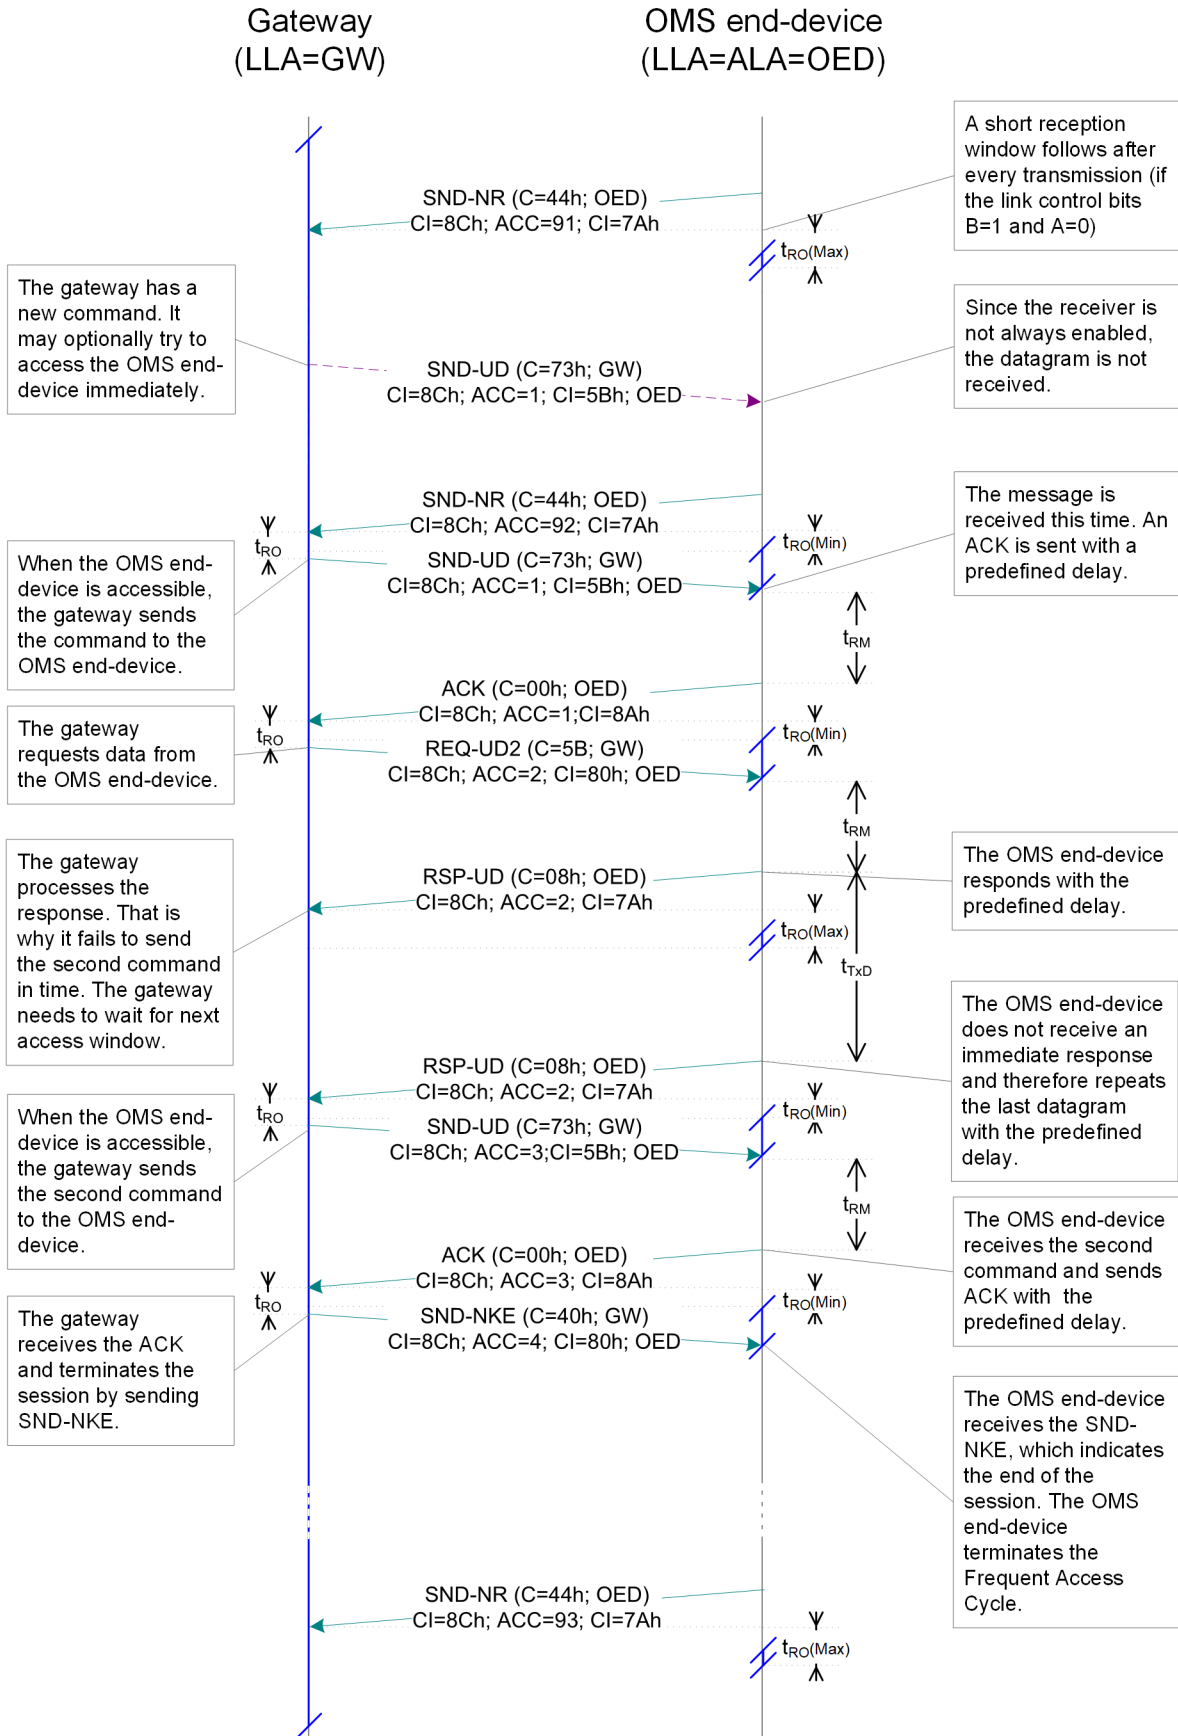 Gateway
(LLA=GW)
OMS end-device
(LLA=ALA=OED)
A short reception
window follows after
every transmission (if
the link control bits
B=1 and A=0)
SND-NR (C=44h; OED)
CI=8Ch; ACC=91; CI=7Ah
tRO(Max)
The gateway has a
new command. It
may optionally try to
access the OMS end-
device immediately.
Since the receiver is
not always enabled,
the datagram is not
received.
SND-UD (C=73h; GW)
CI=8Ch; ACC=1; CI=5Bh; OED
The message is
received this time. An
ACK is sent with a
predefined delay.
SND-NR (C=44h; OED)
CI=8Ch; ACC=92; CI=7Ah
tRO
tRO(Min)
When the OMS end-
device is accessible,
the gateway sends
the command to the
OMS end-device.
SND-UD (C=73h; GW)
CI=8Ch; ACC=1; CI=5Bh; OED
tRM
ACK (C=00h; OED)
CI=8Ch; ACC=1;CI=8Ah
The gateway
requests data from
the OMS end-device.
tRO
tRO(Min)
REQ-UD2 (C=5B; GW)
CI=8Ch; ACC=2; CI=80h; OED
tRM
The gateway
processes the
response. That is
why it fails to send
the second command
in time. The gateway
needs to wait for next
access window.
RSP-UD (C=08h; OED)
CI=8Ch; ACC=2; CI=7Ah
The OMS end-device
responds with the
predefined delay.
tRO(Max)
tTxD
The OMS end-device
does not receive an
immediate response
and therefore repeats
the last datagram
with the predefined
delay.
RSP-UD (C=08h; OED)
CI=8Ch; ACC=2; CI=7Ah
tRO
tRO(Min)
When the OMS end-
device is accessible,
the gateway sends
the second command
to the OMS end-
device.
SND-UD (C=73h; GW)
CI=8Ch; ACC=3;CI=5Bh; OED
tRM
The OMS end-device
receives the second
command and sends
ACK with the
predefined delay.
ACK (C=00h; OED)
CI=8Ch; ACC=3; CI=8Ah
tRO
tRO(Min)
The gateway
receives the ACK
and terminates the
session by sending
SND-NKE.
SND-NKE (C=40h; GW)
CI=8Ch; ACC=4; CI=80h; OED
The OMS end-device
receives the SND-
NKE, which indicates
the end of the
session. The OMS
end-device
terminates the
Frequent Access
Cycle.
SND-NR (C=44h; OED)
CI=8Ch; ACC=93; CI=7Ah
tRO(Max)